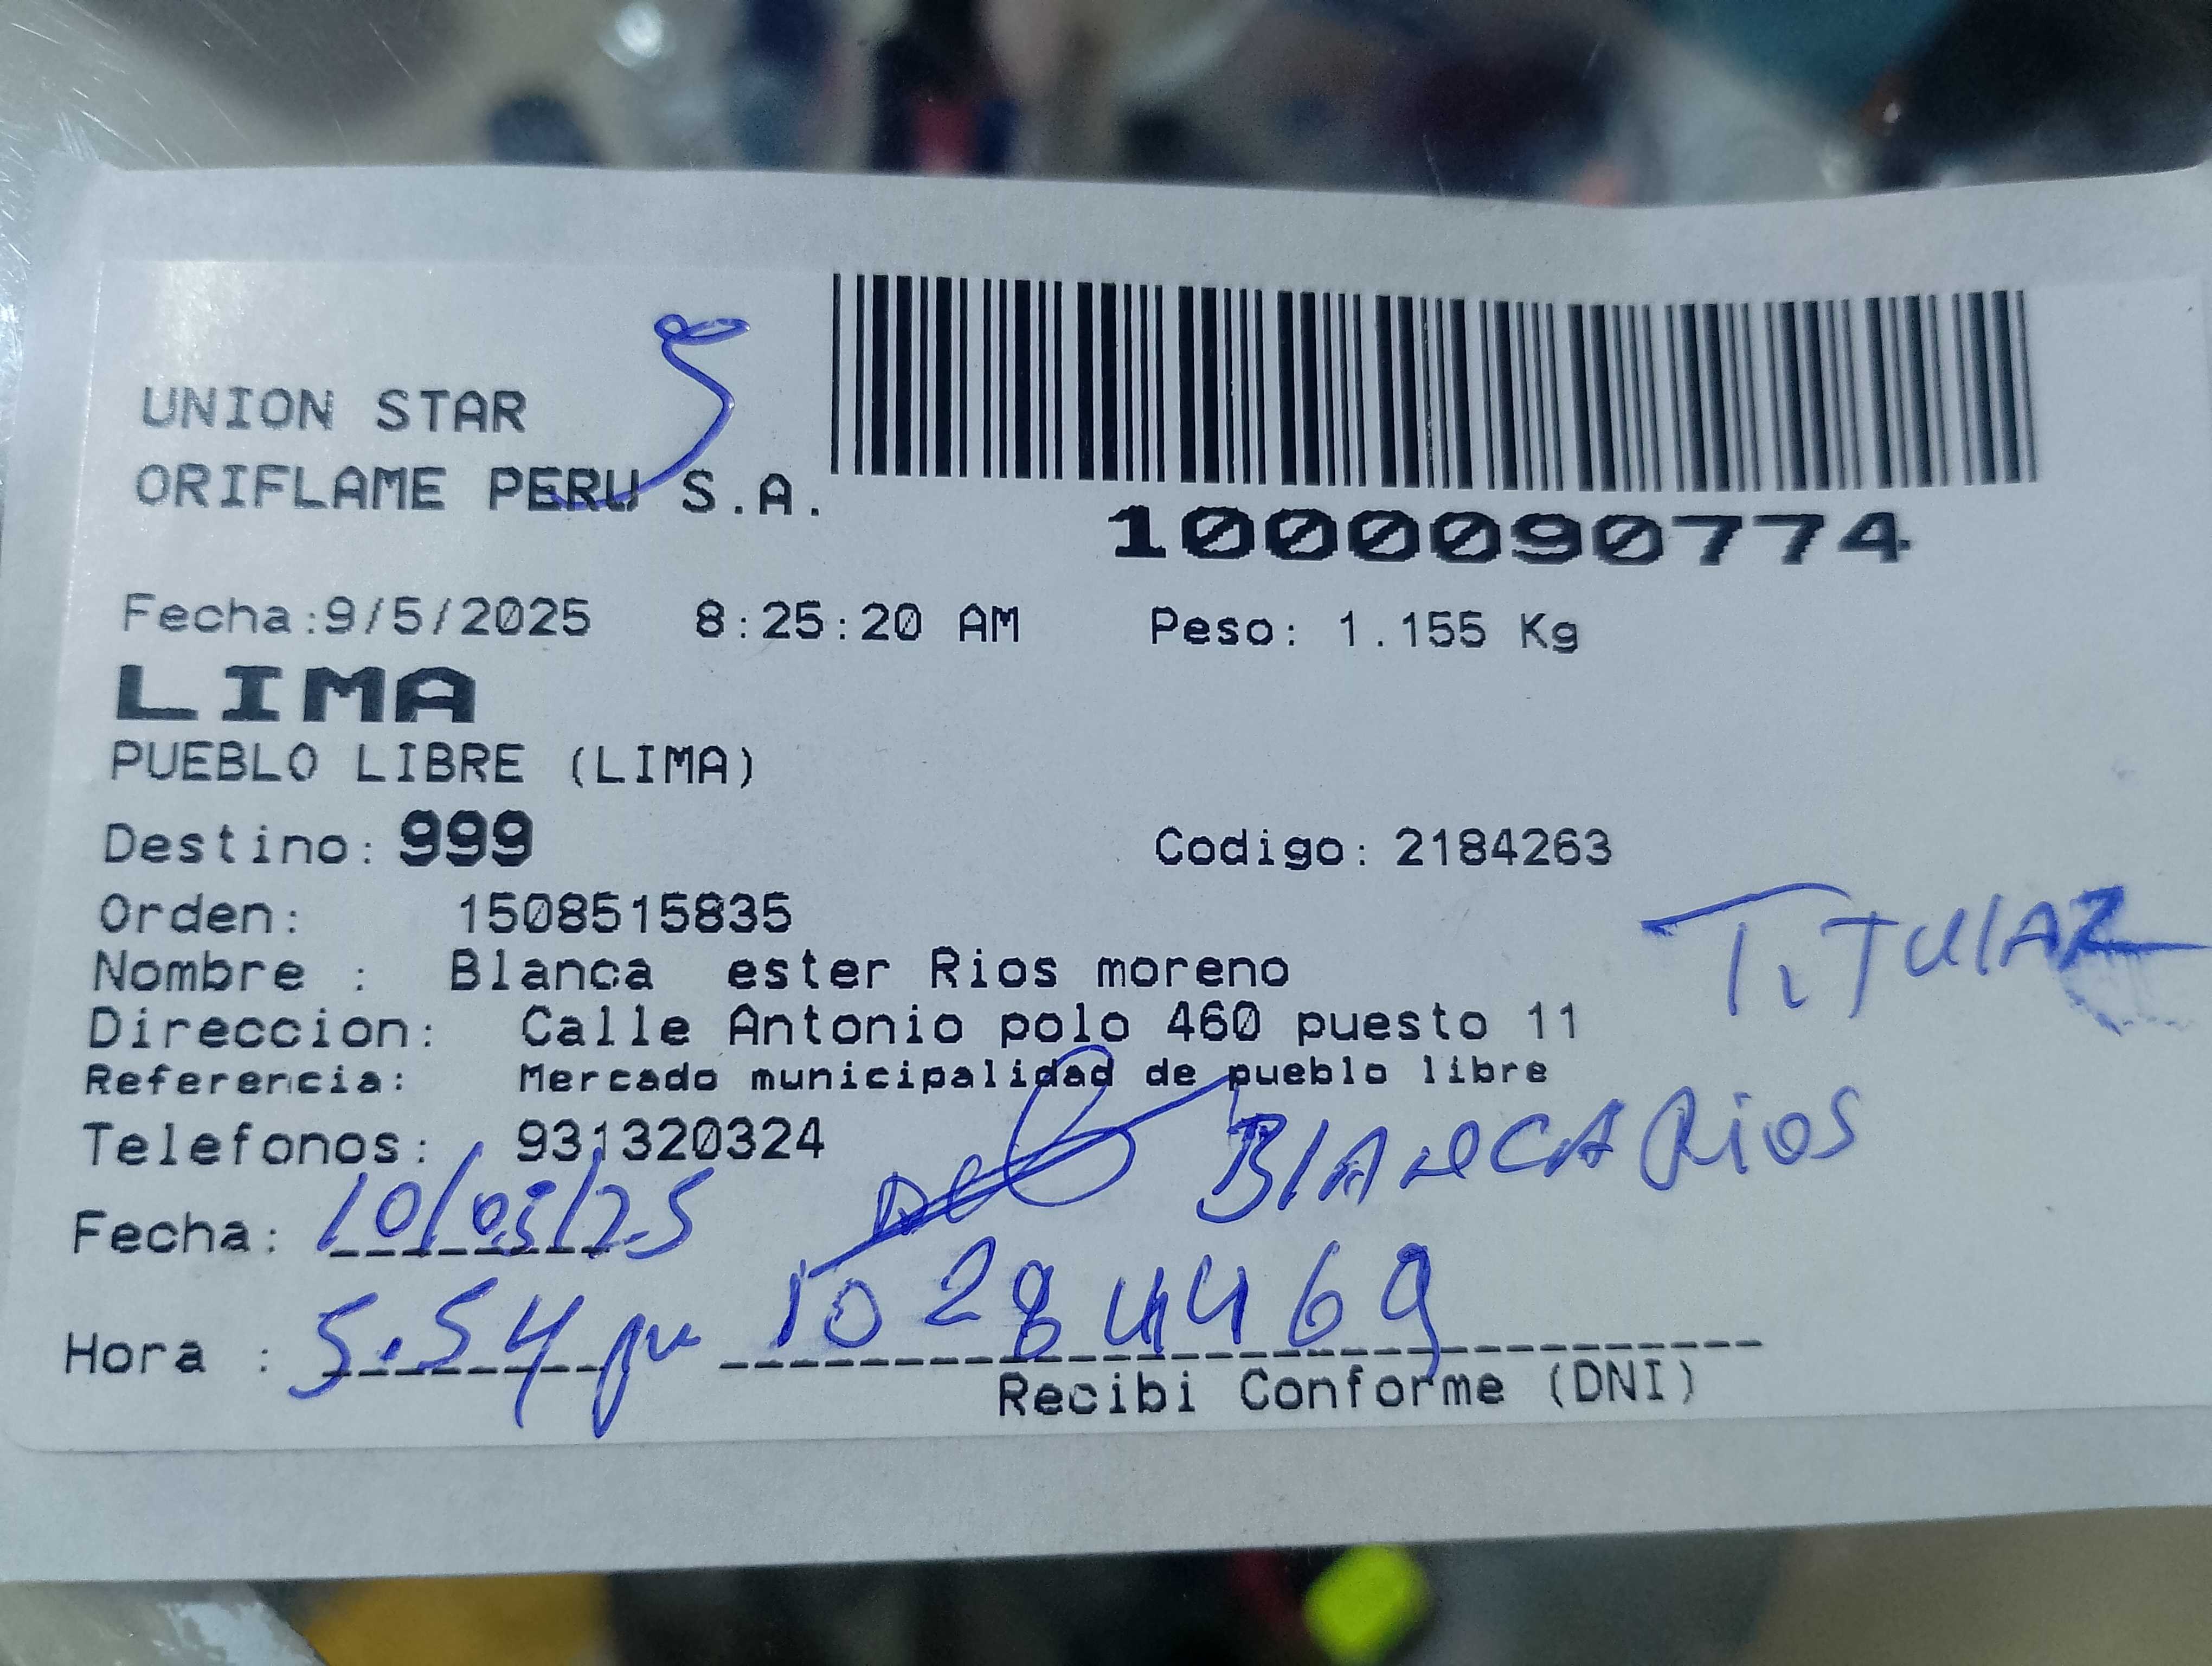 5
UNION STAR
ORIFLAME PERU S.A.
1000090774
Fecha:9/5/2025 8:25:20 AM Peso: 1.155 Kg
LIMA
PUEBLO LIBRE (LIMA)
Destino: 999 Codigo: 2184263
Orden: 1508515835
TiTUlAR
Nombre : Blanca ester Rios moreno
Direccion: Calle Antonio polo 460 puesto 11
Referencia: Mercado municipalidad de pueblo libre
Telefonos: 931320324
BlANCA RiOS
Fecha: 10/05/25
Hora : 5.54 pm 10284469
Recibi Conforme (DNI)